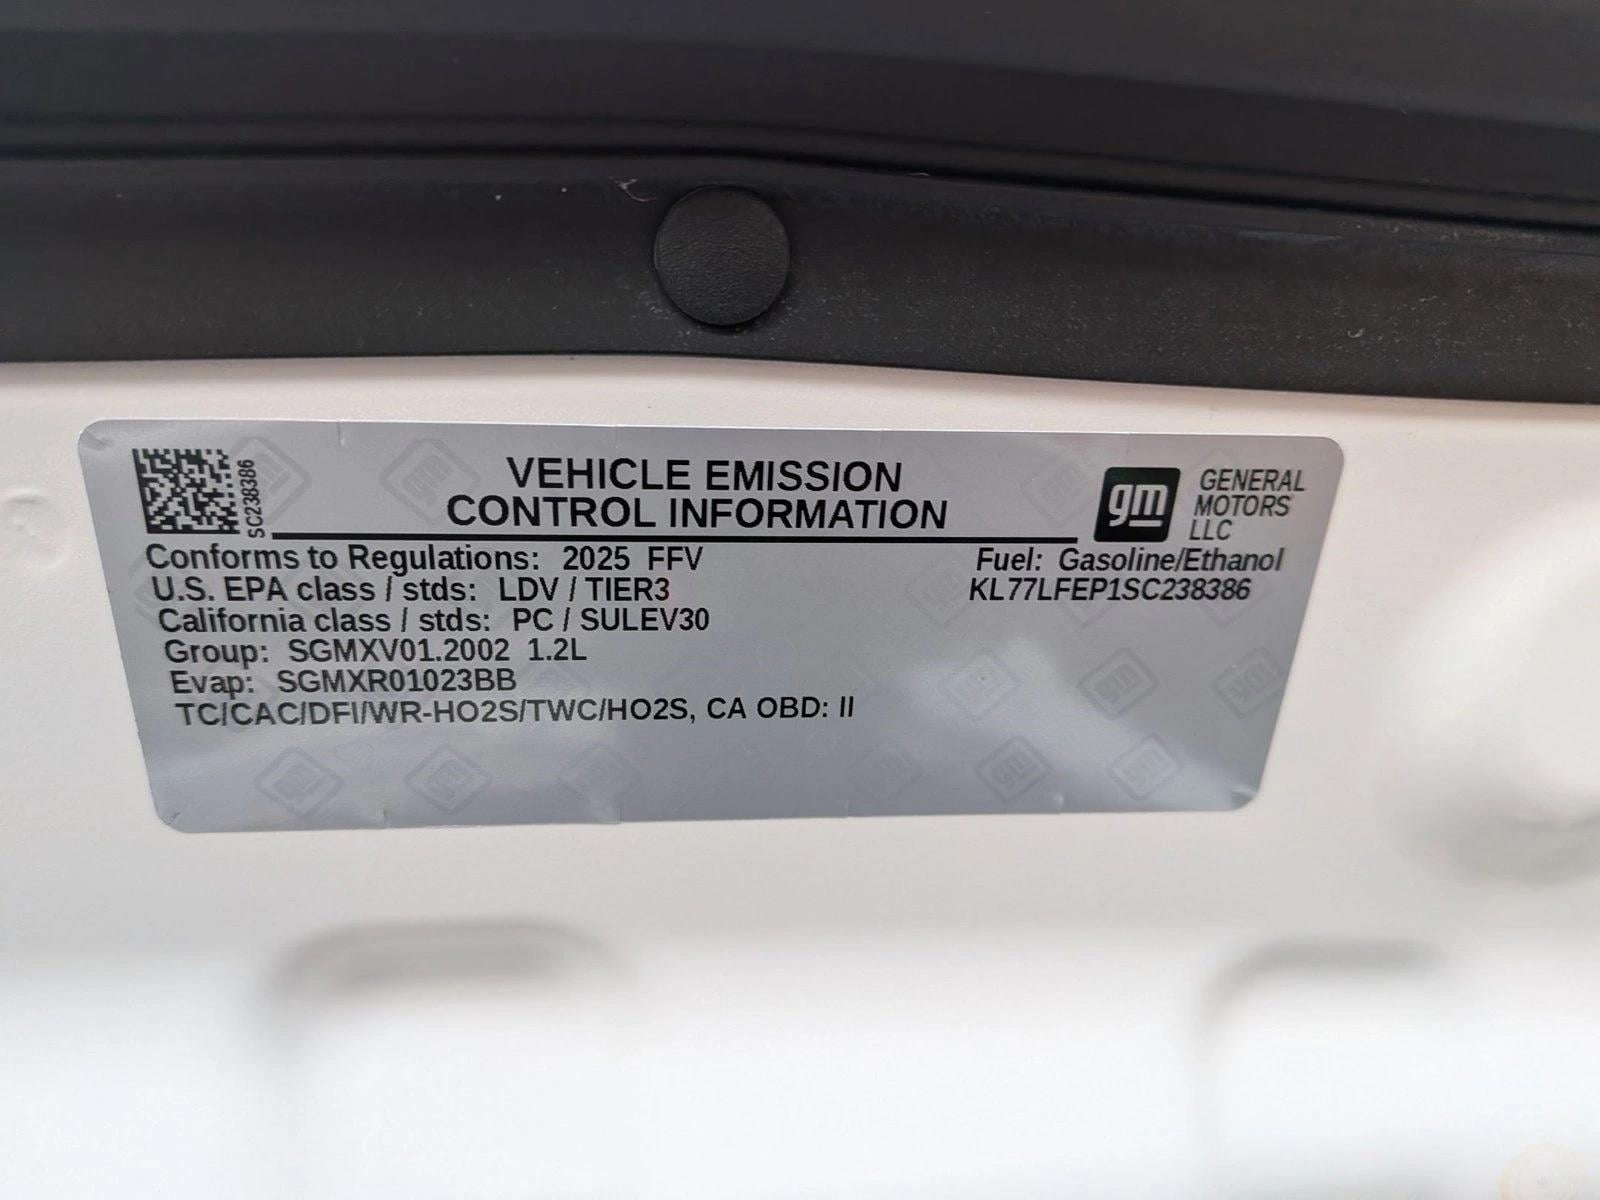 SC238386
VEHICLE EMISSION
CONTROL INFORMATION
gm
GENERAL
MOTORS
LLC
Conforms to Regulations: 2025 FFV
Fuel: Gasoline/Ethanol
U.S. EPA class / stds: LDV / TIER3
KL77LFEP1SC238386
California class / stds: PC / SULEV30
Group: SGMXV01.2002 1.2L
Evap: SGMXR01023BB
TC/CAC/DFI/WR-HO2S/TWC/HO2S, CA OBD: II